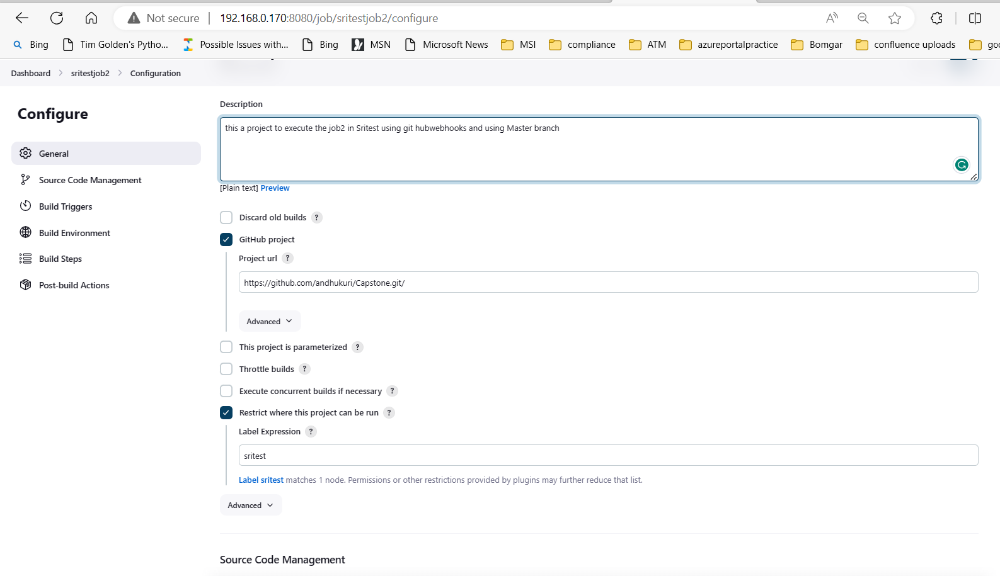 Not secure 192.168.0.170:8080/job/sritestjob2/configure
Bing Tim Golden's Pytho... Possible Issues with... Bing MSN Microsoft News MSI compliance ATM azureportalpractice Bomgar confluence uploads goo
Dashboard > sritestjob2 > Configuration
Configure
General
Source Code Management
Build Triggers
Build Environment
Build Steps
Post-build Actions
Description
this a project to execute the job2 in Sritest using git hubwebhooks and using Master branch
[Plain text] Preview
Discard old builds ?
GitHub project
Project url ?
https://github.com/andhukuri/Capstone.git/
Advanced
This project is parameterized ?
Throttle builds ?
Execute concurrent builds if necessary ?
Restrict where this project can be run ?
Label Expression ?
sritest
Label sritest matches 1 node. Permissions or other restrictions provided by plugins may further reduce that list.
Advanced
Source Code Management